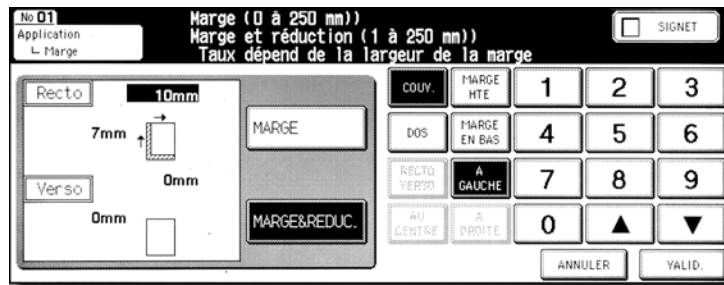 No 01
Application
Marge
Marge (0 à 250 mm))
Marge et réduction (1 à 250 mm))
Taux dépend de la largeur de la marge
SIGNET
Recto
10mm
7mm
0mm
Verso
0mm
MARGE
MARGE&REDUC.
COUV. MARGE HTE 1 2 3
DOS MARGE EN BAS 4 5 6
RECTO VERSO A GAUCHE 7 8 9
AU CENTRE A DROITE 0 ▲ ▼
ANNULER VALID.